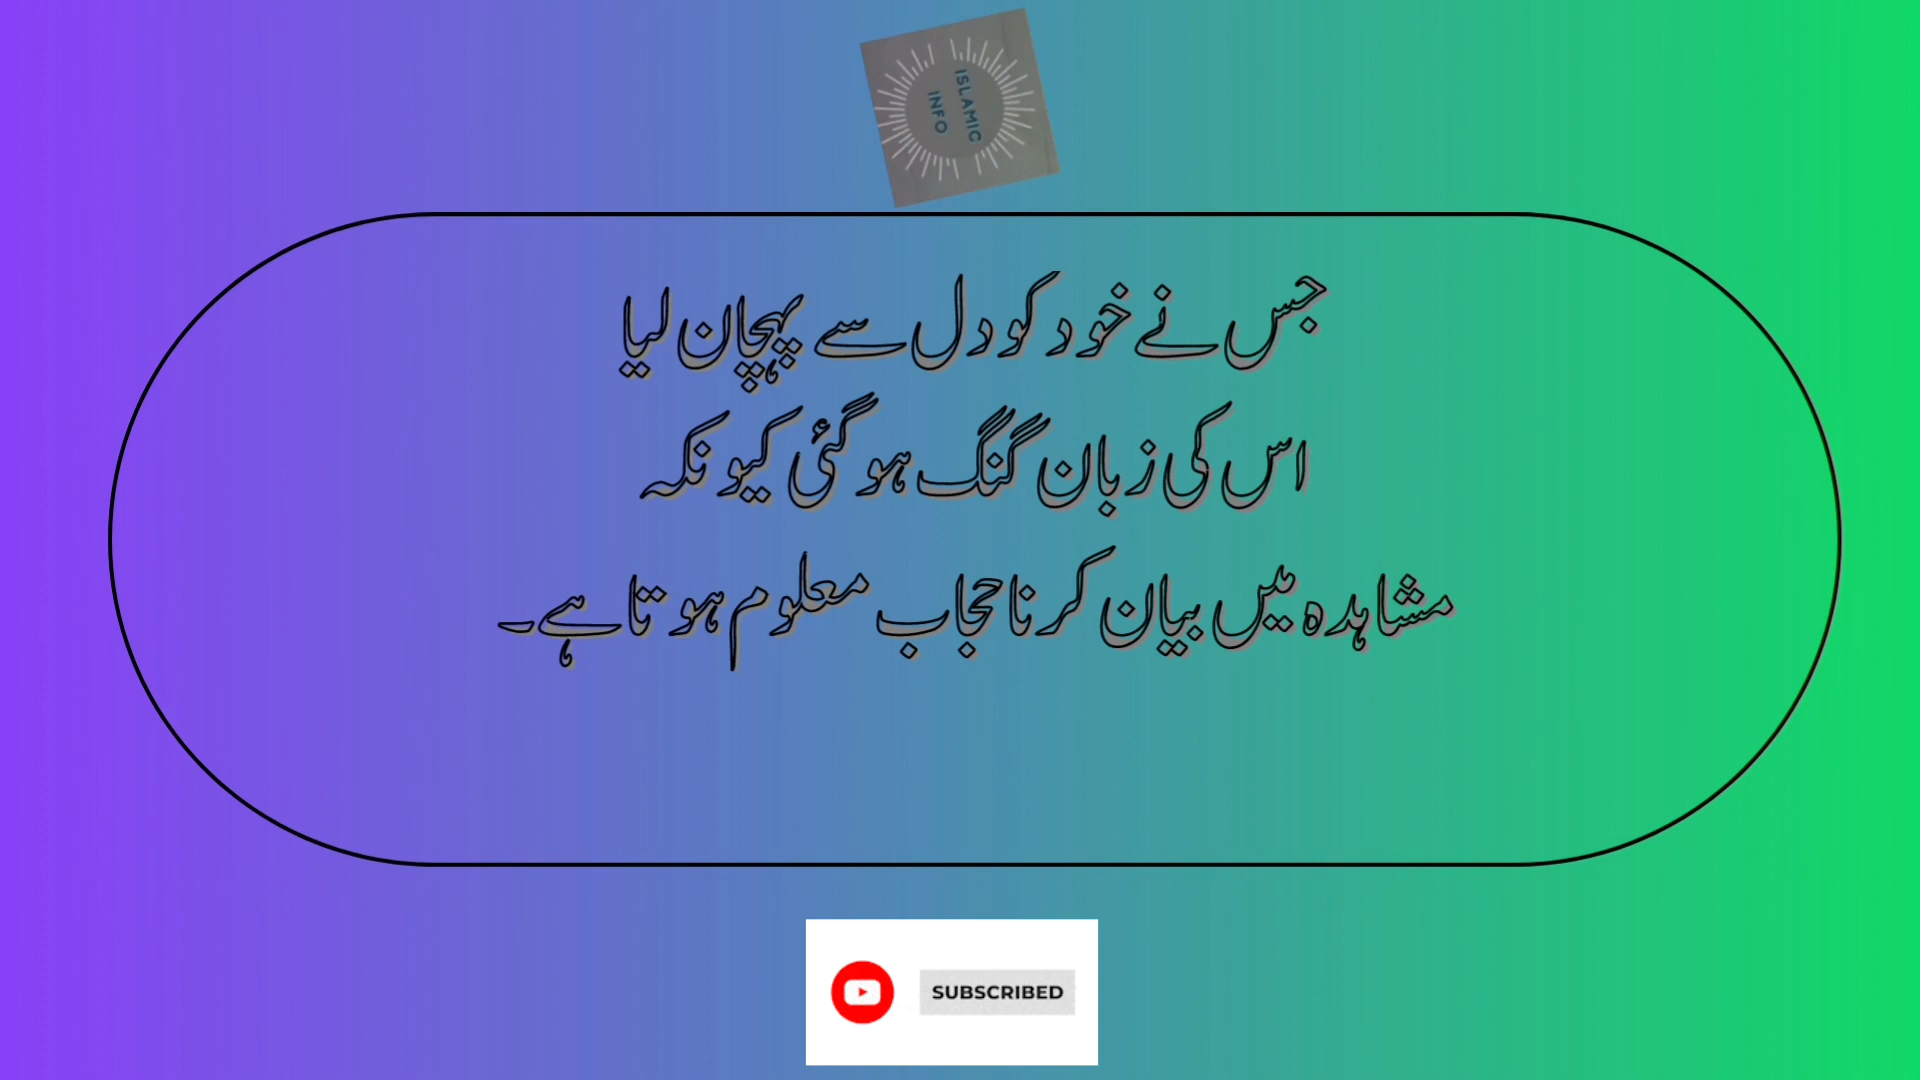 ISLAMIC
INFO
جس نے خود کو دل سے پہچان لیا
اس کی زبان گنگ ہو گئی کیونکہ
مشاہدہ میں بیان کرنا حجاب معلوم ہوتا ہے۔
SUBSCRIBED